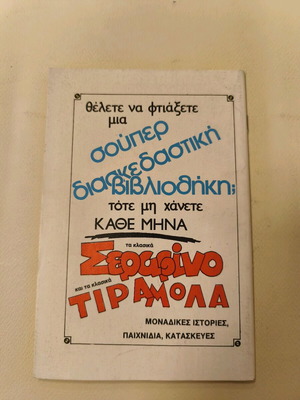 θέλετε να φτιάξετε
μια
σούπερ
διασκεδαστική
βιβλιοθήκη;
τότε μη χάνετε
ΚΑΘΕ ΜΗΝΑ
τα κλασικά
Σεραφίνο
και τα κλασικά
ΤΙΡΑΜΟΛΑ
ΜΟΝΑΔΙΚΕΣ ΙΣΤΟΡΙΕΣ,
ΠΑΙΧΝΙΔΙΑ, ΚΑΤΑΣΚΕΥΕΣ